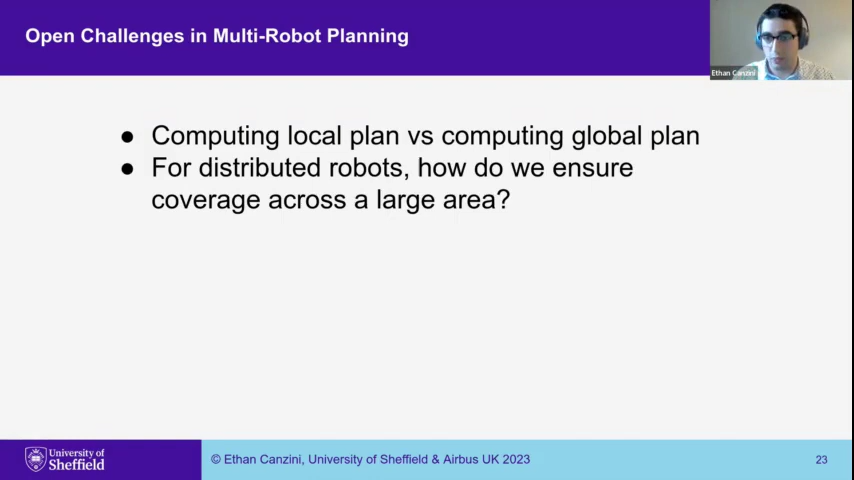 Open Challenges in Multi-Robot Planning
Ethan Canzini
● Computing local plan vs computing global plan
● For distributed robots, how do we ensure
coverage across a large area?
University of
Sheffield
© Ethan Canzini, University of Sheffield & Airbus UK 2023
23